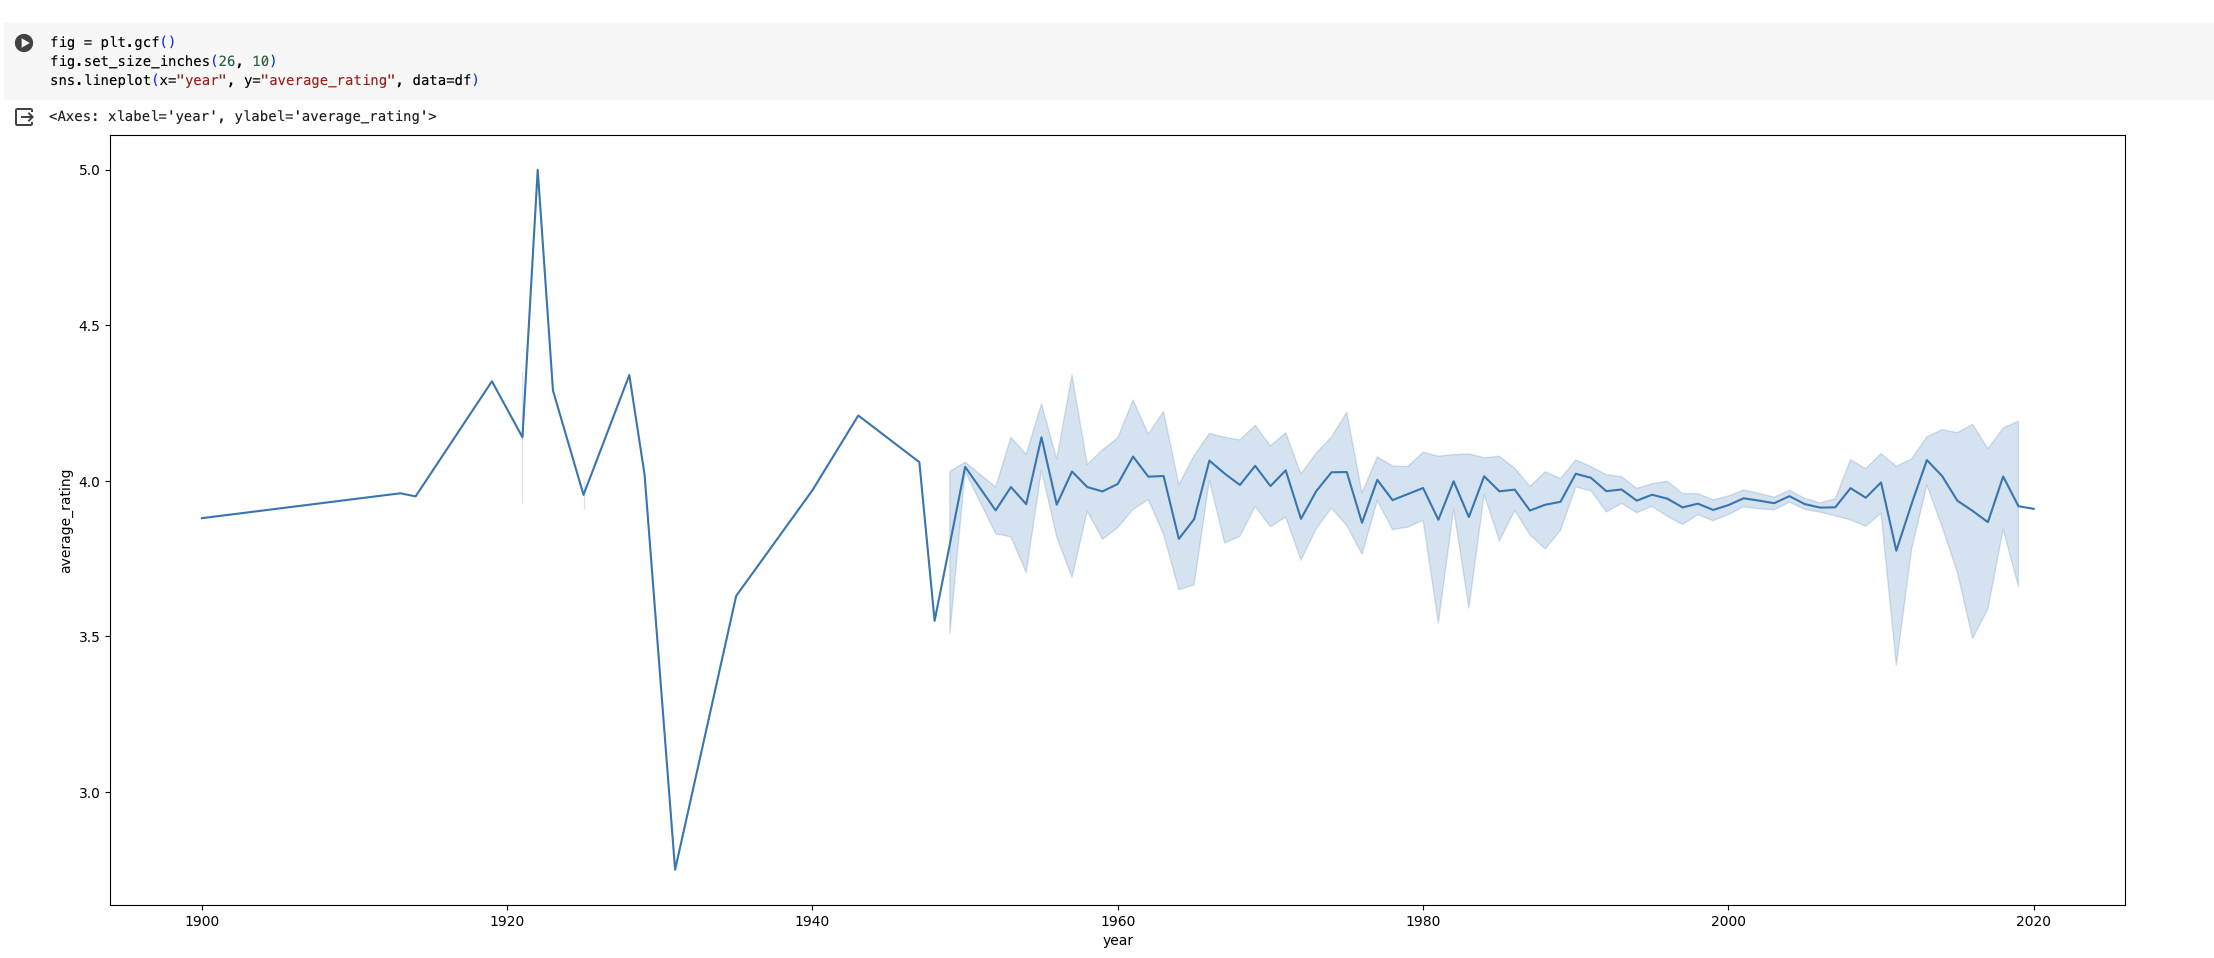 fig = plt.gcf()
fig.set_size_inches(26, 10)
sns.lineplot(x="year", y="average_rating", data=df)
<Axes: xlabel='year', ylabel='average_rating'>
5.0
4.5
4.0
3.5
3.0
average_rating
1900 1920 1940 1960 1980 2000 2020
year